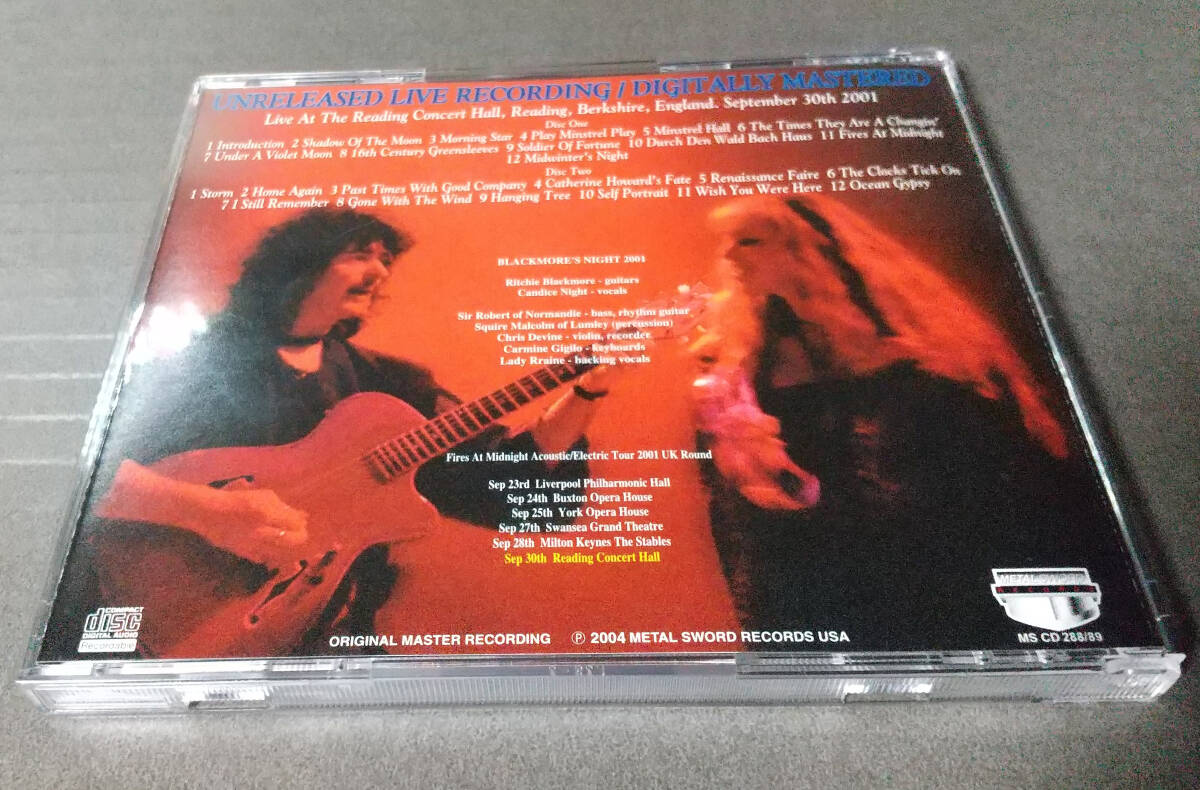 UNRELEASED LIVE RECORDING / DIGITALLY MASTERED
Live At The Reading Concert Hall, Reading, Berkshire, England. September 30th 2001
Disc One
1 Introduction 2 Shadow Of The Moon 3 Morning Star 4 Play Minstrel Play 5 Minstrel Hall 6 The Times They Are A Changin'
7 Under A Violet Moon 8 16th Century Greensleeves 9 Soldier Of Fortune 10 Durch Den Wald Bach Haus 11 Fires At Midnight
12 Midwinter's Night
Disc Two
1 Storm 2 Home Again 3 Past Times With Good Company 4 Catherine Howard's Fate 5 Renaissance Faire 6 The Clocks Tick On
7 I Still Remember 8 Gone With The Wind 9 Hanging Tree 10 Self Portrait 11 Wish You Were Here 12 Ocean Gypsy
BLACKMORE'S NIGHT 2001
Ritchie Blackmore - guitars
Candice Night - vocals
Sir Robert of Normandie - bass, rhythm guitar
Squire Malcolm of Lumley (percussion)
Chris Devine - violin, recorder
Carmine Gigilo - keyboards
Lady Rraine - backing vocals
Fires At Midnight Acoustic/Electric Tour 2001 UK Round
Sep 23rd Liverpool Philharmonic Hall
Sep 24th Buxton Opera House
Sep 25th York Opera House
Sep 27th Swansea Grand Theatre
Sep 28th Milton Keynes The Stables
Sep 30th Reading Concert Hall
COMPACT
disc
DIGITAL AUDIO
Recordable
ORIGINAL MASTER RECORDING ℗ 2004 METAL SWORD RECORDS USA
METAL SWORD
RECORDS
MS CD 288/89